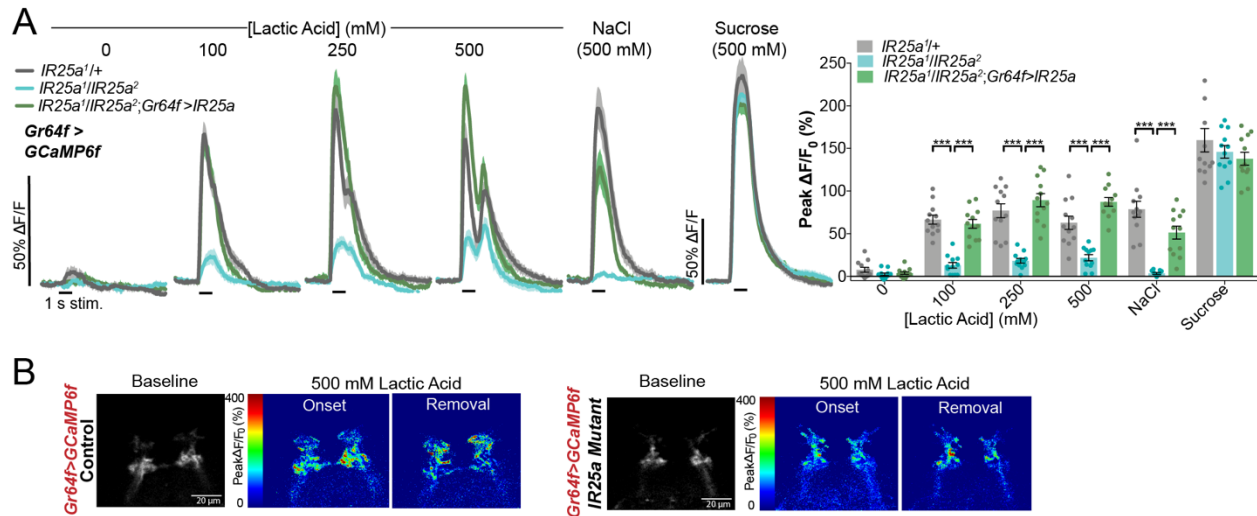 A
[Lactic Acid] (mM)
NaCl
(500 mM)
Sucrose
(500 mM)
0
100
250
500
IR25a¹/+
IR25a¹/IR25a²
IR25a¹/IR25a²;Gr64f>IR25a
Gr64f >
GCaMP6f
50% ΔF/F
1 s stim.
50% ΔF/F
IR25a¹/+
IR25a¹/IR25a²
IR25a¹/IR25a²;Gr64f>IR25a
Peak ΔF/F₀ (%)
250
200
150
100
50
0
*** ***
*** ***
*** ***
*** ***
0
100
250
500
NaCl
Sucrose
[Lactic Acid] (mM)
B
Gr64f>GCaMP6f
Control
Baseline
20 µm
500 mM Lactic Acid
400
0
PeakΔF/F₀ (%)
Onset
Removal
Gr64f>GCaMP6f
IR25a Mutant
Baseline
20 µm
500 mM Lactic Acid
400
0
PeakΔF/F₀ (%)
Onset
Removal